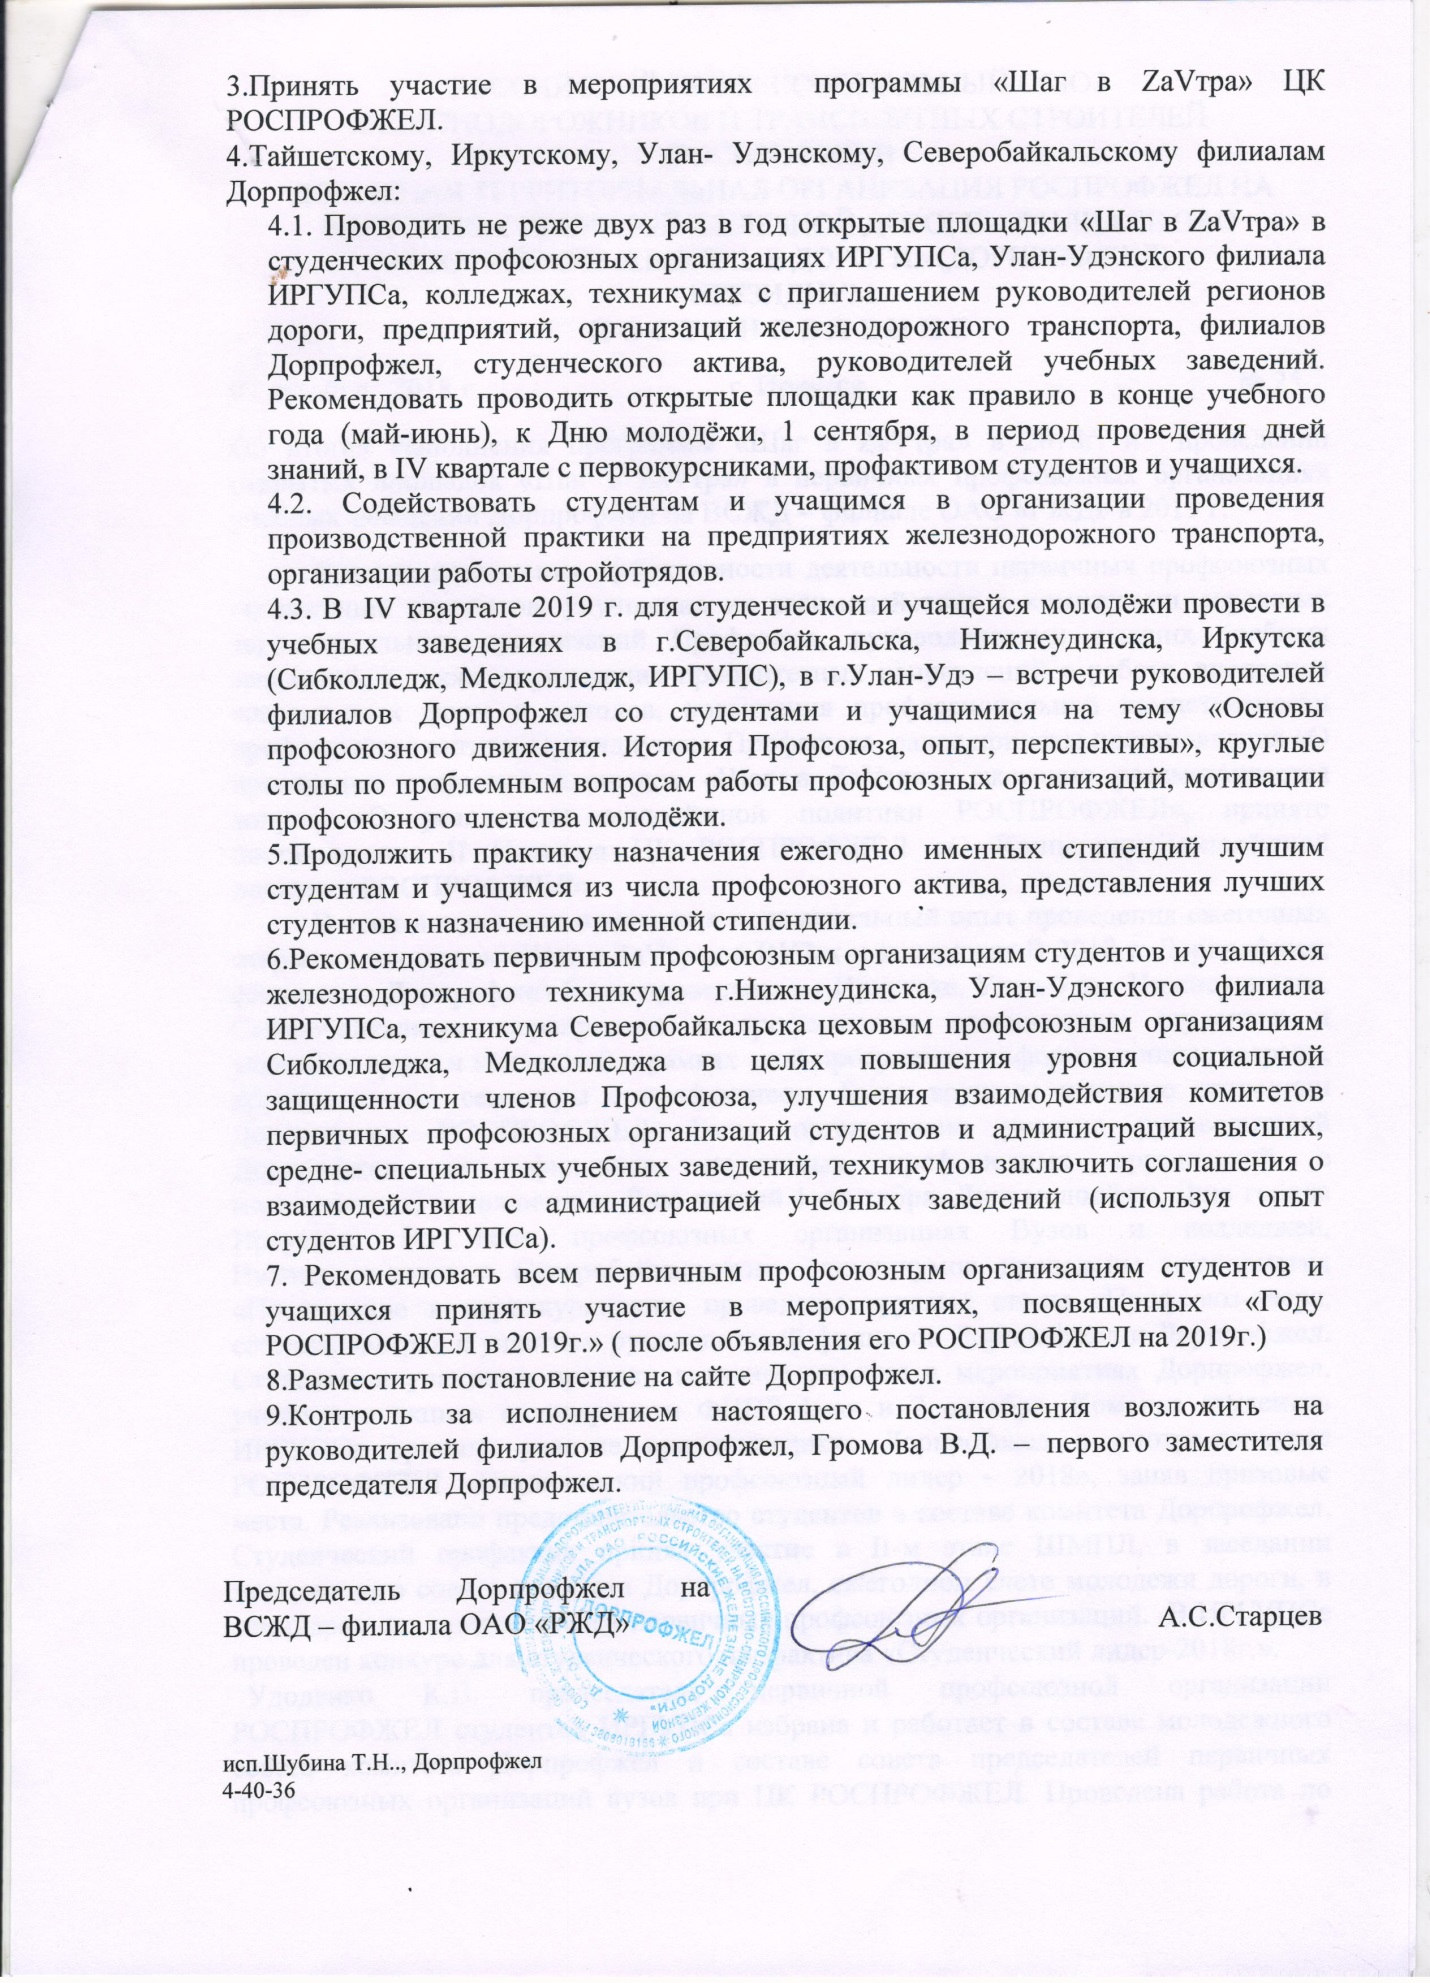 3.Принять участие в мероприятиях программы «Шаг в ZaVтра» ЦК
РОСПРОФЖЕЛ.
4.Тайшетскому, Иркутскому, Улан- Удэнскому, Северобайкальскому филиалам
Дорпрофжел:
4.1. Проводить не реже двух раз в год открытые площадки «Шаг в ZaVтра» в
студенческих профсоюзных организациях ИРГУПСа, Улан-Удэнского филиала
ИРГУПСа, колледжах, техникумах с приглашением руководителей регионов
дороги, предприятий, организаций железнодорожного транспорта, филиалов
Дорпрофжел, студенческого актива, руководителей учебных заведений.
Рекомендовать проводить открытые площадки как правило в конце учебного
года (май-июнь), к Дню молодёжи, 1 сентября, в период проведения дней
знаний, в IV квартале с первокурсниками, профактивом студентов и учащихся.
4.2. Содействовать студентам и учащимся в организации проведения
производственной практики на предприятиях железнодорожного транспорта,
организации работы стройотрядов.
4.3. В IV квартале 2019 г. для студенческой и учащейся молодёжи провести в
учебных заведениях в г.Северобайкальска, Нижнеудинска, Иркутска
(Сибколледж, Медколледж, ИРГУПС), в г.Улан-Удэ – встречи руководителей
филиалов Дорпрофжел со студентами и учащимися на тему «Основы
профсоюзного движения. История Профсоюза, опыт, перспективы», круглые
столы по проблемным вопросам работы профсоюзных организаций, мотивации
профсоюзного членства молодёжи.
5.Продолжить практику назначения ежегодно именных стипендий лучшим
студентам и учащимся из числа профсоюзного актива, представления лучших
студентов к назначению именной стипендии.
6.Рекомендовать первичным профсоюзным организациям студентов и учащихся
железнодорожного техникума г.Нижнеудинска, Улан-Удэнского филиала
ИРГУПСа, техникума Северобайкальска цеховым профсоюзным организациям
Сибколледжа, Медколледжа в целях повышения уровня социальной
защищенности членов Профсоюза, улучшения взаимодействия комитетов
первичных профсоюзных организаций студентов и администраций высших,
средне- специальных учебных заведений, техникумов заключить соглашения о
взаимодействии с администрацией учебных заведений (используя опыт
студентов ИРГУПСа).
7. Рекомендовать всем первичным профсоюзным организациям студентов и
учащихся принять участие в мероприятиях, посвященных «Году
РОСПРОФЖЕЛ в 2019г.» ( после объявления его РОСПРОФЖЕЛ на 2019г.)
8.Разместить постановление на сайте Дорпрофжел.
9.Контроль за исполнением настоящего постановления возложить на
руководителей филиалов Дорпрофжел, Громова В.Д. – первого заместителя
председателя Дорпрофжел.
Председатель Дорпрофжел на
ВСЖД – филиала ОАО «РЖД»
А.С.Старцев
ДОРПРОФЖЕЛ
исп.Шубина Т.Н.., Дорпрофжел
4-40-36